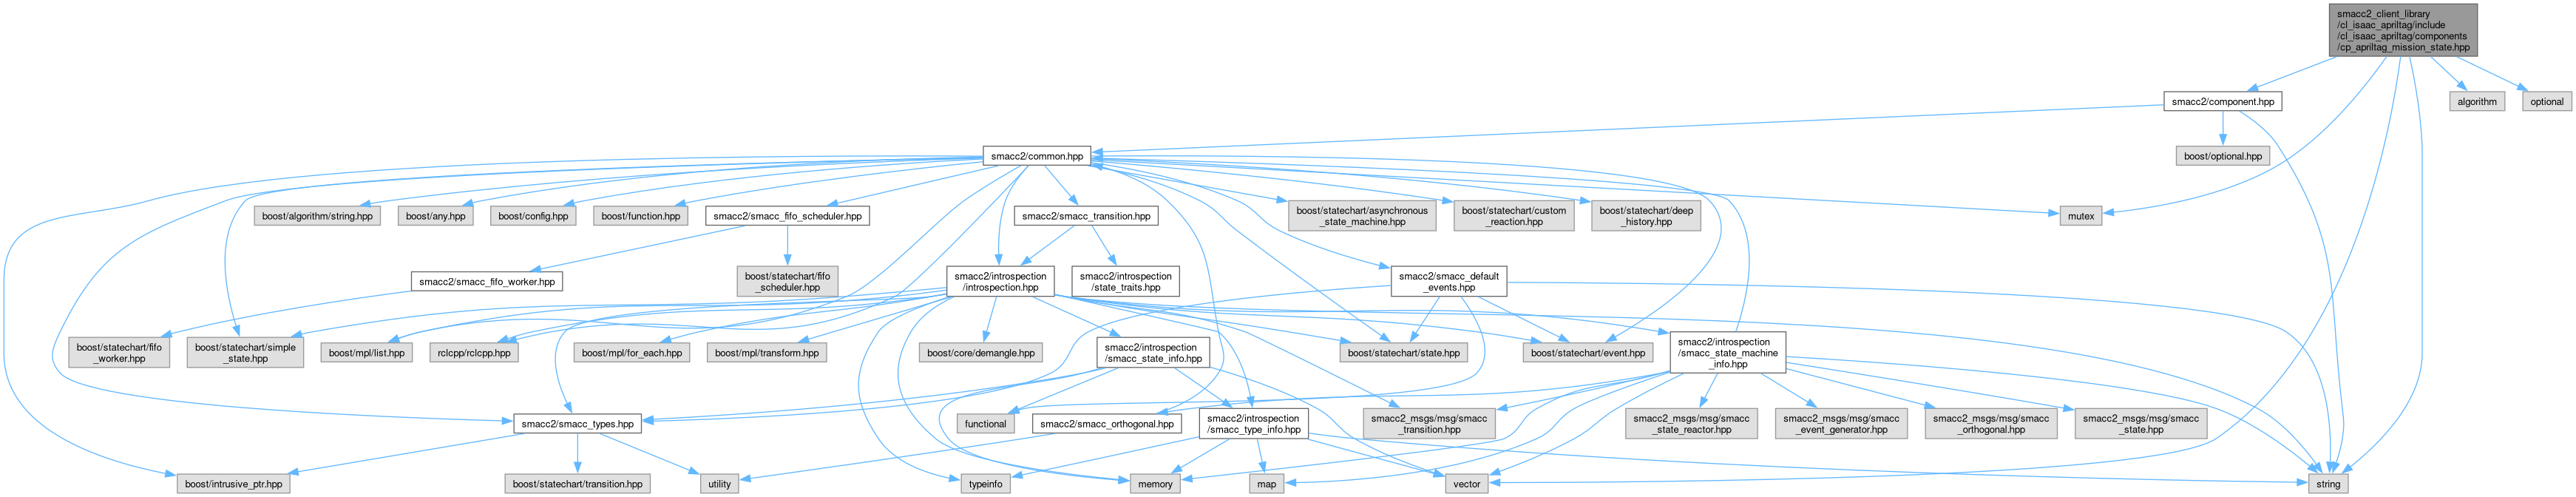 smacc2_client_library
/cl_isaac_apriltag/include
/cl_isaac_apriltag/components
/cp_apriltag_mission_state.hpp
smacc2/component.hpp
algorithm
optional
smacc2/common.hpp
boost/optional.hpp
boost/algorithm/string.hpp
boost/any.hpp
boost/config.hpp
boost/function.hpp
smacc2/smacc_fifo_scheduler.hpp
smacc2/smacc_transition.hpp
boost/statechart/asynchronous
_state_machine.hpp
boost/statechart/custom
_reaction.hpp
boost/statechart/deep
_history.hpp
mutex
smacc2/smacc_fifo_worker.hpp
boost/statechart/fifo
_scheduler.hpp
smacc2/introspection
/introspection.hpp
smacc2/introspection
/state_traits.hpp
smacc2/smacc_default
_events.hpp
boost/statechart/fifo
_worker.hpp
boost/statechart/simple
_state.hpp
boost/mpl/list.hpp
rclcpp/rclcpp.hpp
boost/mpl/for_each.hpp
boost/mpl/transform.hpp
boost/core/demangle.hpp
smacc2/introspection
/smacc_state_info.hpp
boost/statechart/state.hpp
boost/statechart/event.hpp
smacc2/introspection
/smacc_state_machine
_info.hpp
smacc2/smacc_types.hpp
functional
smacc2/smacc_orthogonal.hpp
smacc2/introspection
/smacc_type_info.hpp
smacc2_msgs/msg/smacc
_transition.hpp
smacc2_msgs/msg/smacc
_state_reactor.hpp
smacc2_msgs/msg/smacc
_event_generator.hpp
smacc2_msgs/msg/smacc
_orthogonal.hpp
smacc2_msgs/msg/smacc
_state.hpp
boost/intrusive_ptr.hpp
boost/statechart/transition.hpp
utility
typeinfo
memory
map
vector
string